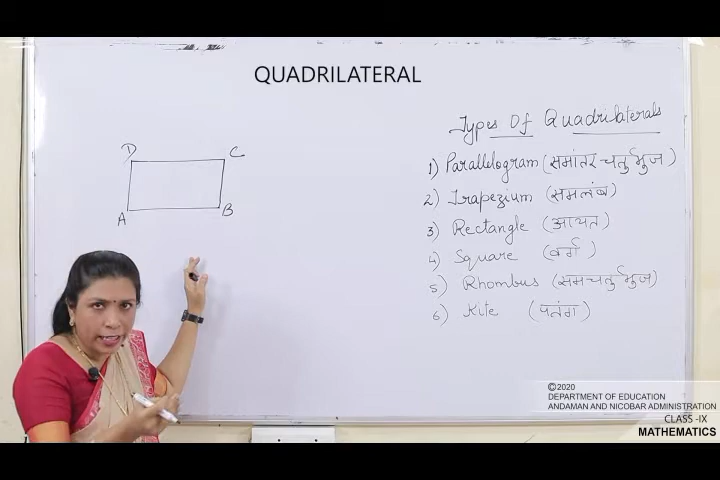 QUADRILATERAL
Types Of Quadrilaterals
1) Parallelogram (समांतर चतुर्भुज)
2) Trapezium (समलंब)
3) Rectangle (आयत)
4) Square (वर्ग)
5) Rhombus (समचतुर्भुज)
6) Kite (पतंग)
D C
A B
©2020
DEPARTMENT OF EDUCATION
ANDAMAN AND NICOBAR ADMINISTRATION
CLASS -IX
MATHEMATICS